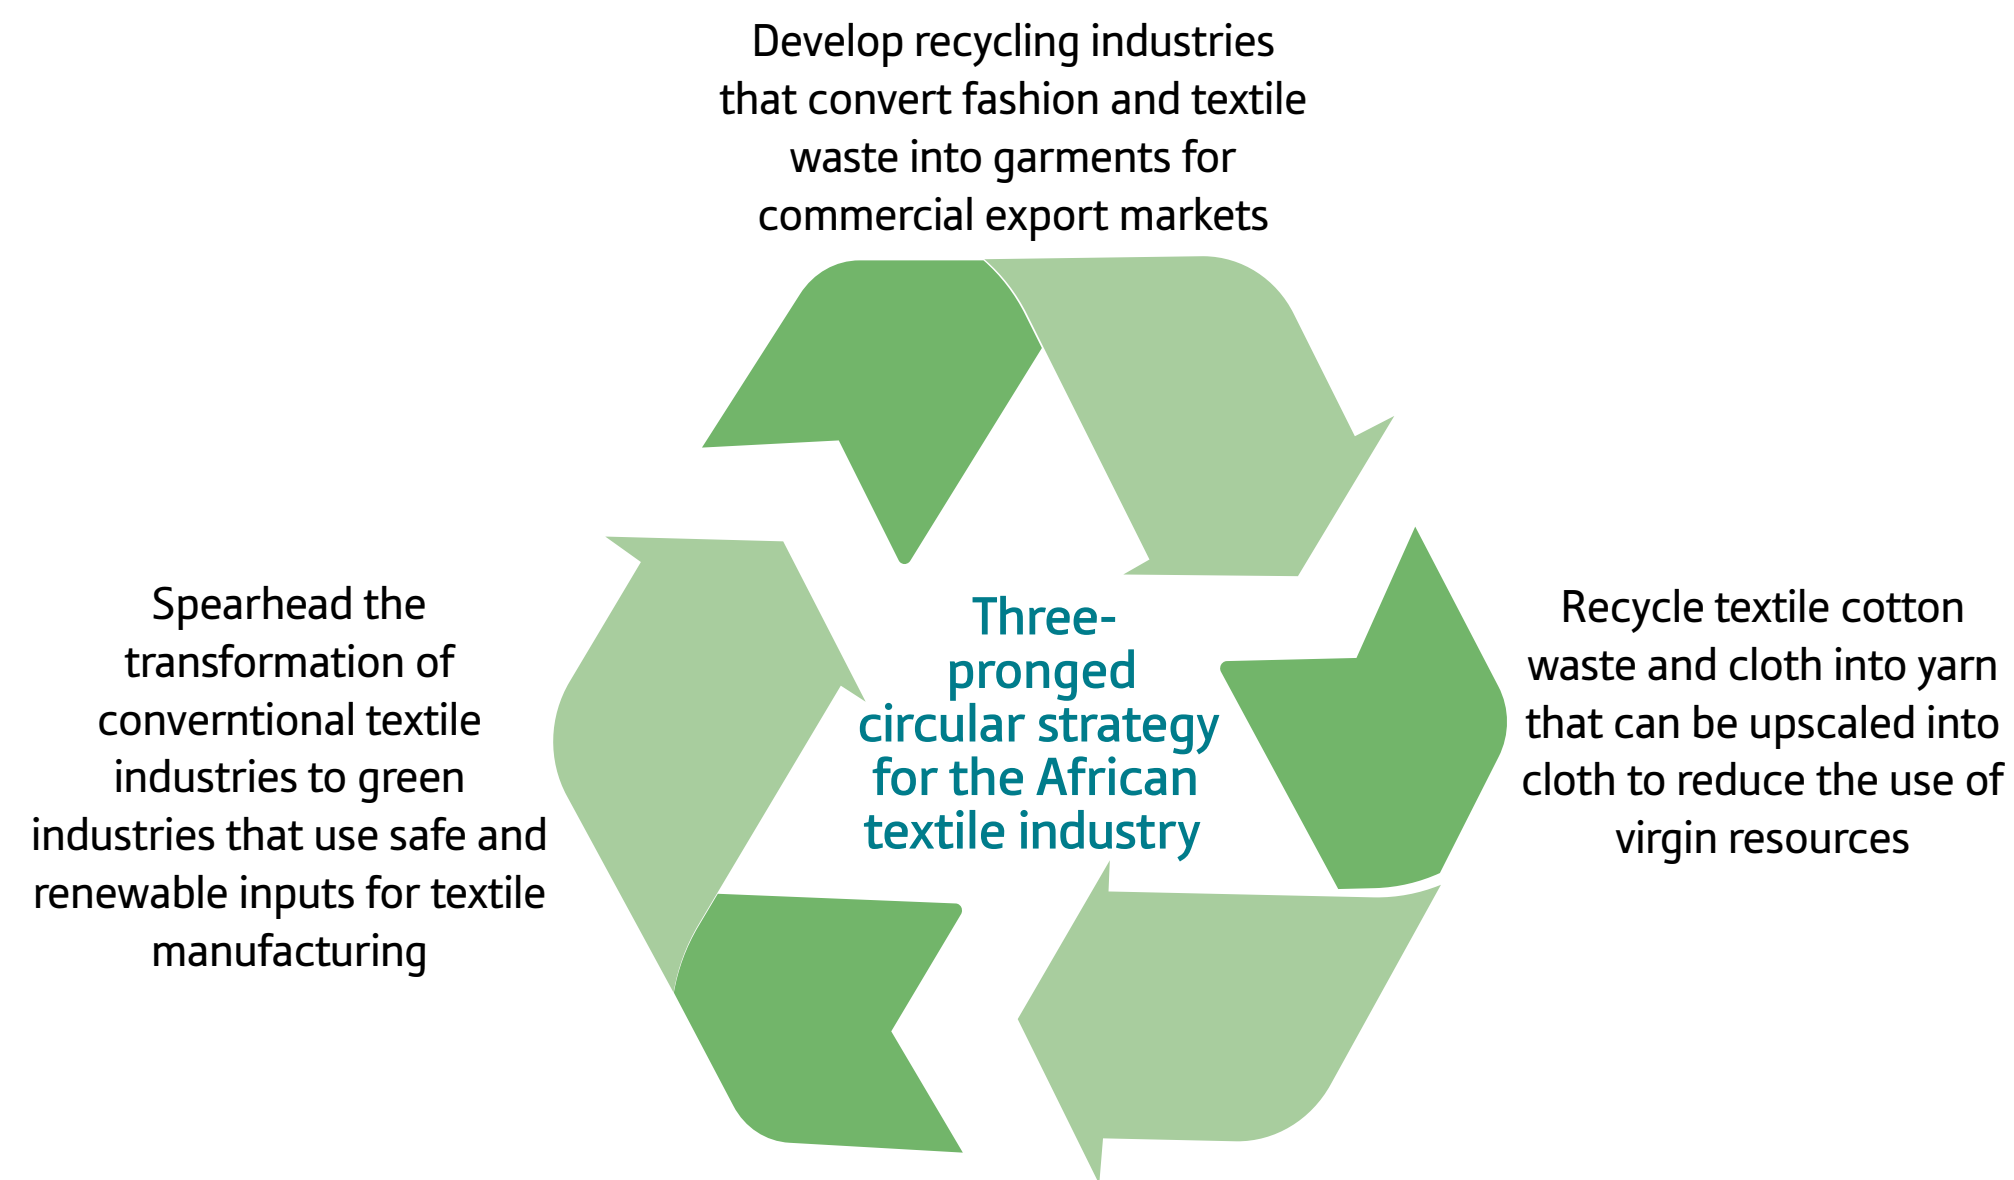 Develop recycling industries
that convert fashion and textile
waste into garments for
commercial export markets
Spearhead the
transformation of
converntional textile
industries to green
industries that use safe and
renewable inputs for textile
manufacturing
Three-
pronged
circular strategy
for the African
textile industry
Recycle textile cotton
waste and cloth into yarn
that can be upscaled into
cloth to reduce the use of
virgin resources